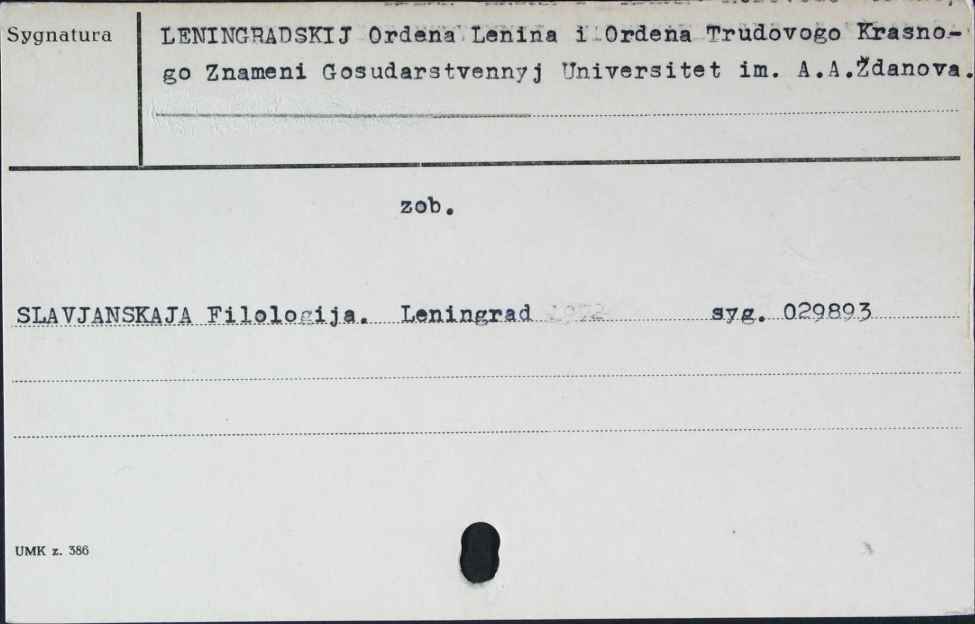 Sygnatura
LENINGRADSKIJ Ordena Lenina i Ordena Trudovogo Krasno-
go Znameni Gosudarstvennyj Universitet im. A.A.Ždanova.
zob.
SLAVJANSKAJA Filologija. Leningrad syg. 029893
UMK z. 386